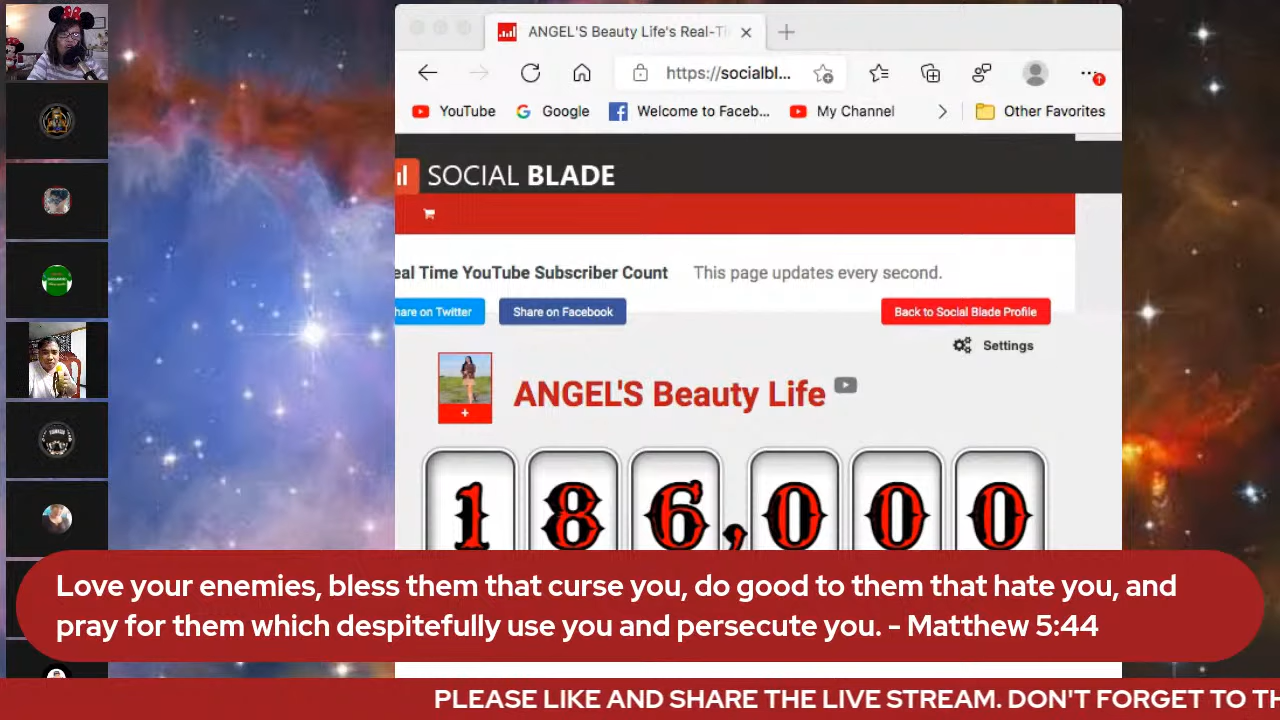 ANGEL'S Beauty Life's Real-Ti
https://socialbl...
YouTube Google Welcome to Faceb... My Channel Other Favorites
SOCIAL BLADE
eal Time YouTube Subscriber Count This page updates every second.
hare on Twitter Share on Facebook Back to Social Blade Profile
Settings
ANGEL'S Beauty Life
+
186,000
Love your enemies, bless them that curse you, do good to them that hate you, and
pray for them which despitefully use you and persecute you. - Matthew 5:44
PLEASE LIKE AND SHARE THE LIVE STREAM. DON'T FORGET TO TH